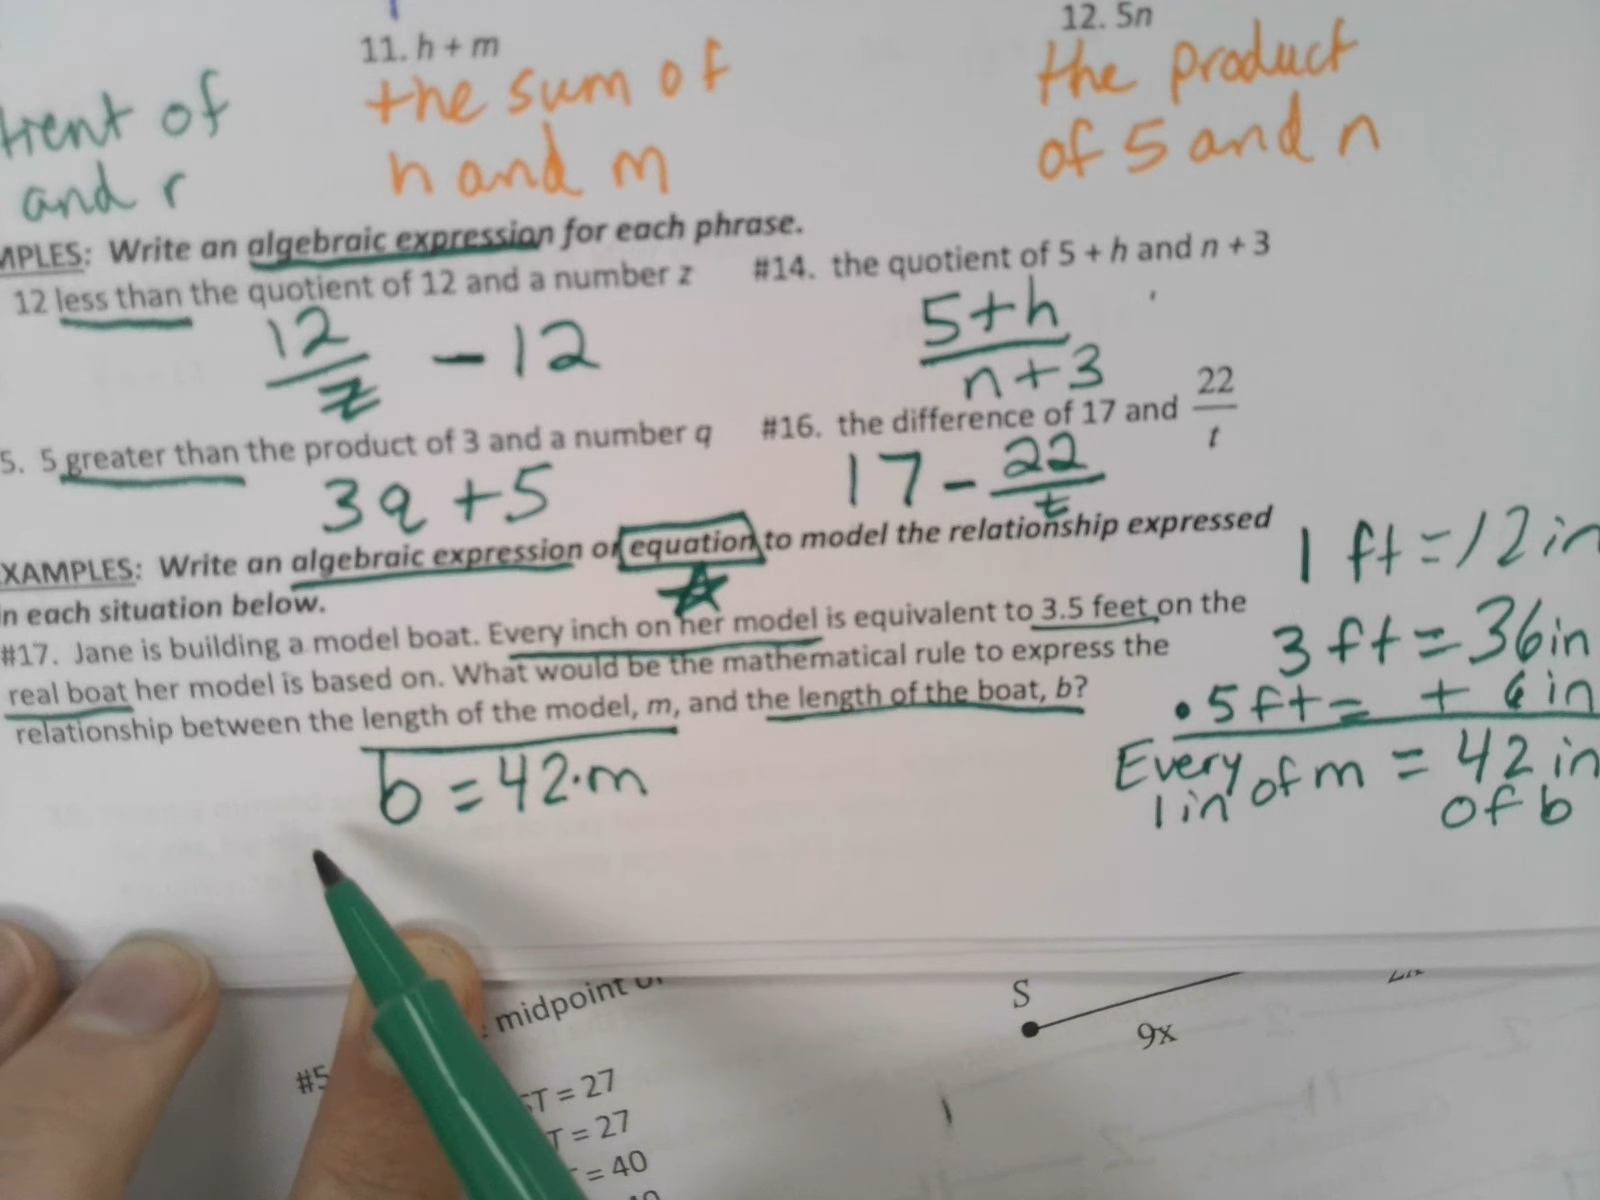 11. h + m
12. 5n
the sum of
h and m
the product
of 5 and n
of
and r
Write an algebraic expression for each phrase.
12 less than the quotient of 12 and a number z
12/z - 12
#14. the quotient of 5 + h and n + 3
5+h
n+3
5. 5 greater than the product of 3 and a number q
3q +5
#16. the difference of 17 and 22/t
17 - 22/t
EXAMPLES: Write an algebraic expression or equation to model the relationship expressed
in each situation below.
#17. Jane is building a model boat. Every inch on her model is equivalent to 3.5 feet on the
real boat her model is based on. What would be the mathematical rule to express the
relationship between the length of the model, m, and the length of the boat, b?
b = 42·m
1 ft = 12 in
3 ft = 36 in
.5 ft = + 6 in
Every 1 in of m = 42 in
of b
midpoint
S
9x
#5
ST = 27
T = 27
= 40